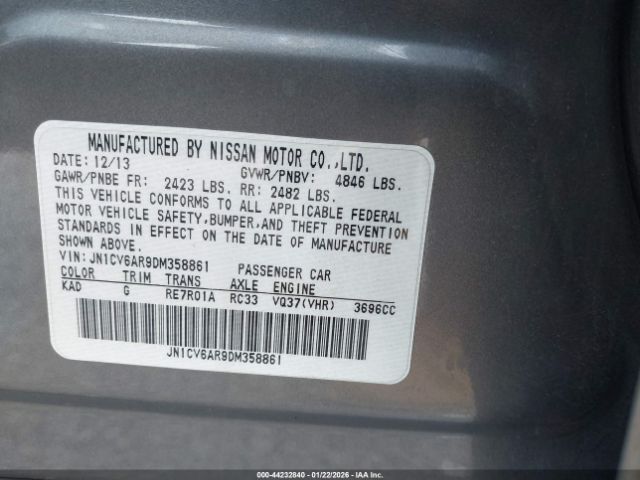 MANUFACTURED BY NISSAN MOTOR CO.,LTD.
DATE: 12/13 GVWR/PNBV: 4846 LBS.
GAWR/PNBE FR: 2423 LBS. RR: 2482 LBS.
THIS VEHICLE CONFORMS TO ALL APPLICABLE FEDERAL
MOTOR VEHICLE SAFETY,BUMPER,AND THEFT PREVENTION
STANDARDS IN EFFECT ON THE DATE OF MANUFACTURE
SHOWN ABOVE.
VIN: JN1CV6AR9DM358861 PASSENGER CAR
COLOR TRIM TRANS AXLE ENGINE
KAD G RE7R01A RC33 VQ37(VHR) 3696CC
JN1CV6AR9DM358861
000-44232840 - 01/22/2026 - IAA Inc.